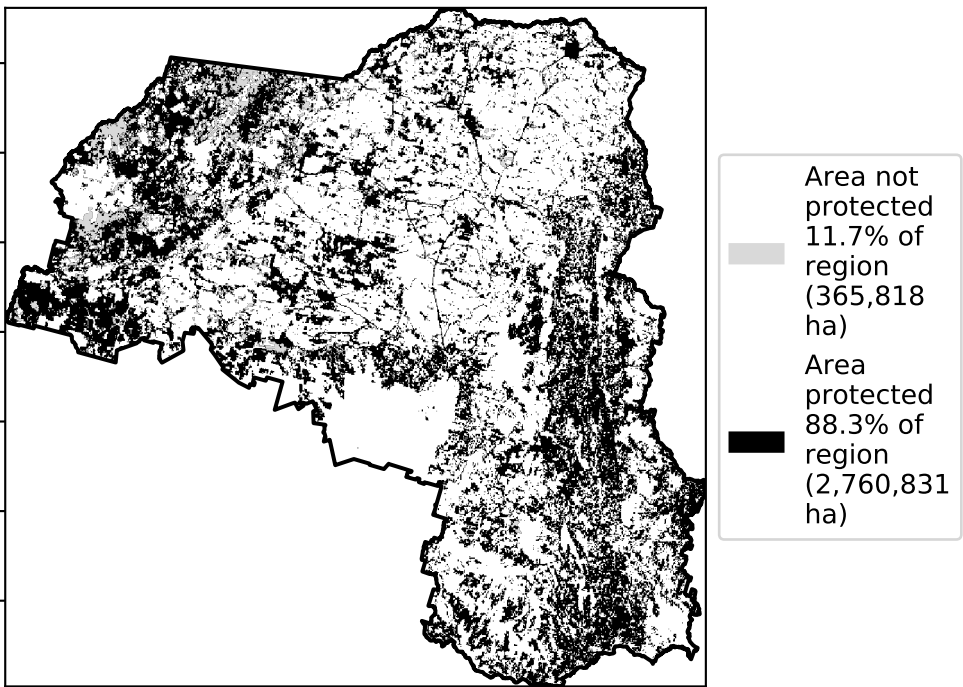 Area not
protected
11.7% of
region
(365,818
ha)
Area
protected
88.3% of
region
(2,760,831
ha)